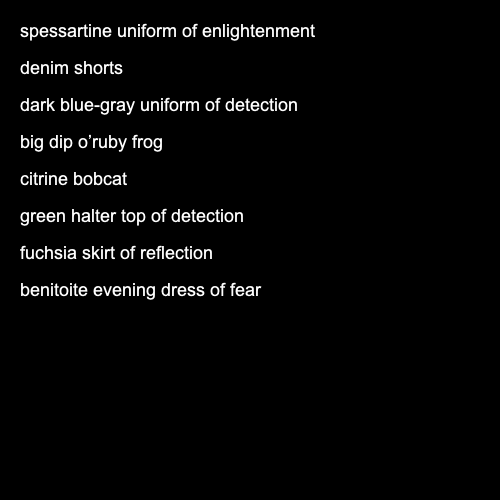 spessartine uniform of enlightenment
denim shorts
dark blue-gray uniform of detection
big dip o’ruby frog
citrine bobcat
green halter top of detection
fuchsia skirt of reflection
benitoite evening dress of fear